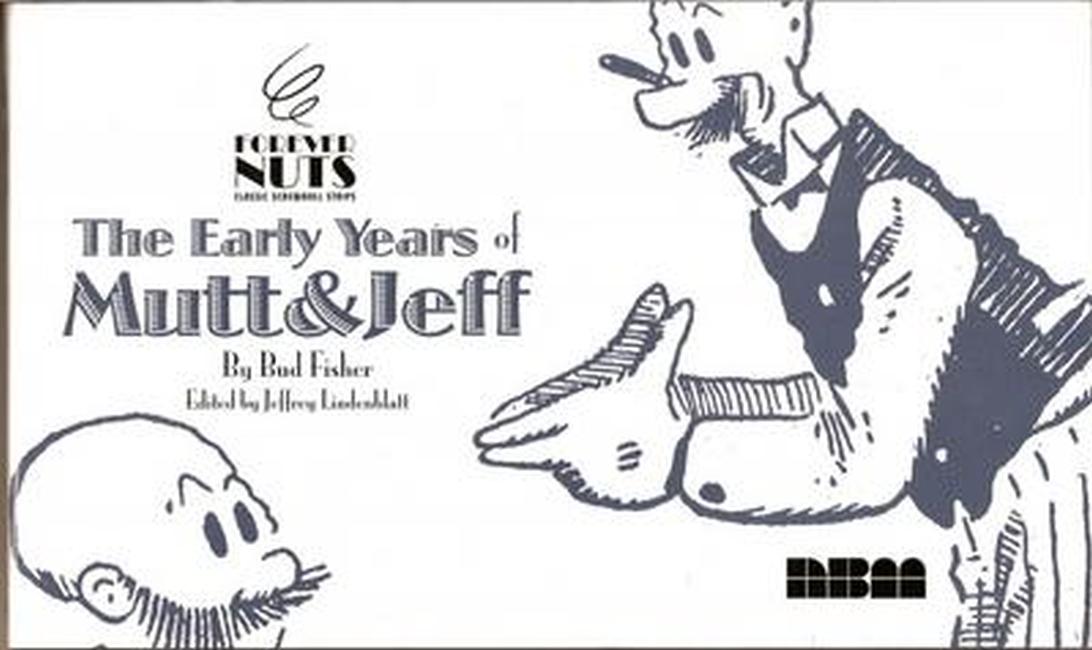 FOREVER
NUTS
CLASSIC SCREWBALL STRIPS
The Early Years of
Mutt&Jeff
By Bud Fisher
Edited by Jeffrey Lindenblatt
NBM